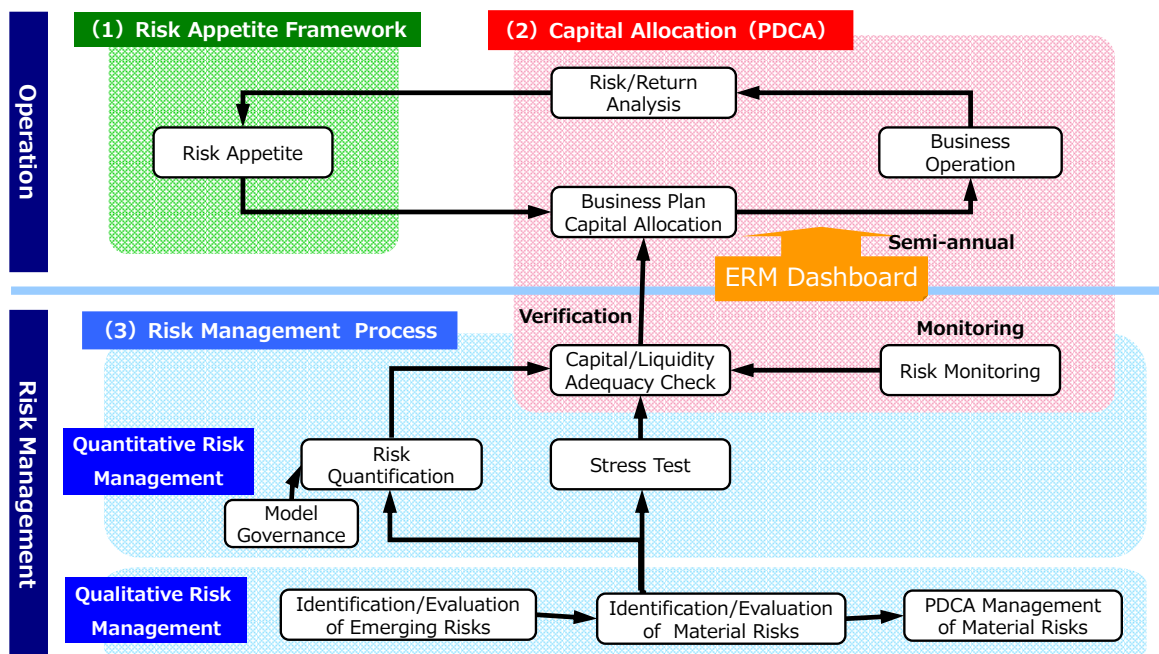 Operation
(1) Risk Appetite Framework
(2) Capital Allocation (PDCA)
Risk/Return
Analysis
Risk Appetite
Business
Operation
Business Plan
Capital Allocation
Semi-annual
ERM Dashboard
Risk Management
(3) Risk Management Process
Verification
Monitoring
Capital/Liquidity
Adequacy Check
Risk Monitoring
Quantitative Risk
Management
Risk
Quantification
Stress Test
Model
Governance
Qualitative Risk
Management
Identification/Evaluation
of Emerging Risks
Identification/Evaluation
of Material Risks
PDCA Management
of Material Risks